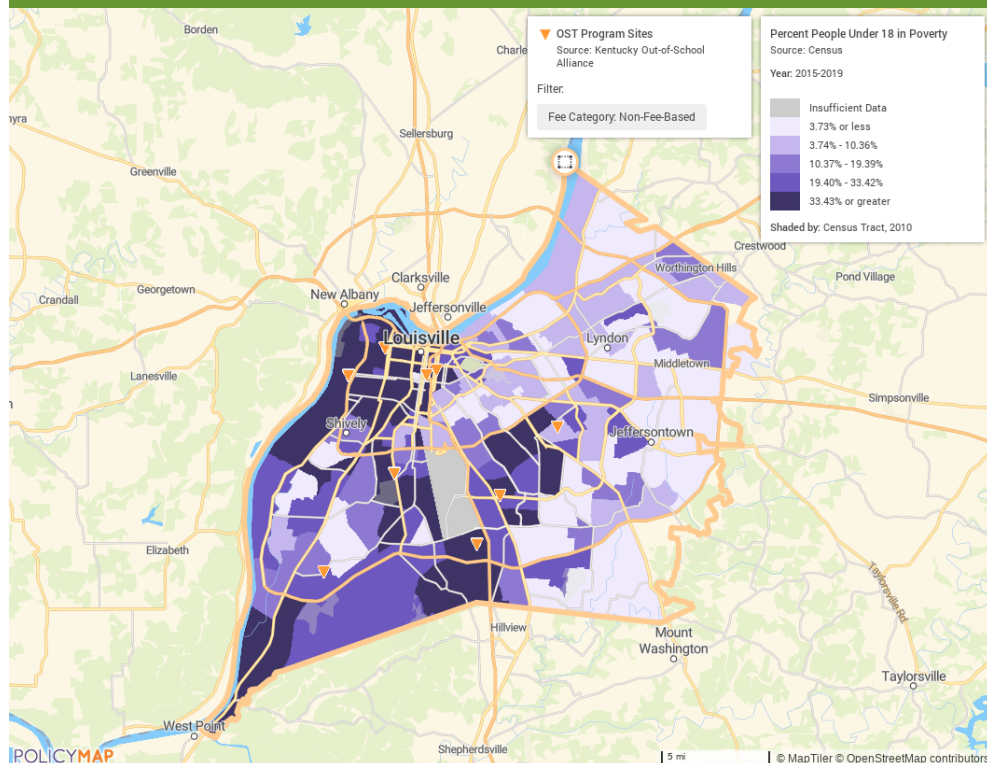 Borden
Charle
nyra
Sellersburg
Greenville
OST Program Sites
Source: Kentucky Out-of-School
Alliance
Filter:
Fee Category: Non-Fee-Based
Percent People Under 18 in Poverty
Source: Census
Year: 2015-2019
Insufficient Data
3.73% or less
3.74% - 10.36%
10.37% - 19.39%
19.40% - 33.42%
33.43% or greater
Shaded by: Census Tract, 2010
Crestwood
Worthington Hills
Pond Village
Clarksville
Georgetown
New Albany
Crandall
Jeffersonville
Louisville
Lyndon
Middletown
Lanesville
Simpsonville
Shively
Jeffersontown
Elizabeth
Taylorsville Rd
Hillview
Mount
Washington
Taylorsville
West Point
Shepherdsville
POLICYMAP
5 mi
© MapTiler © OpenStreetMap contributors